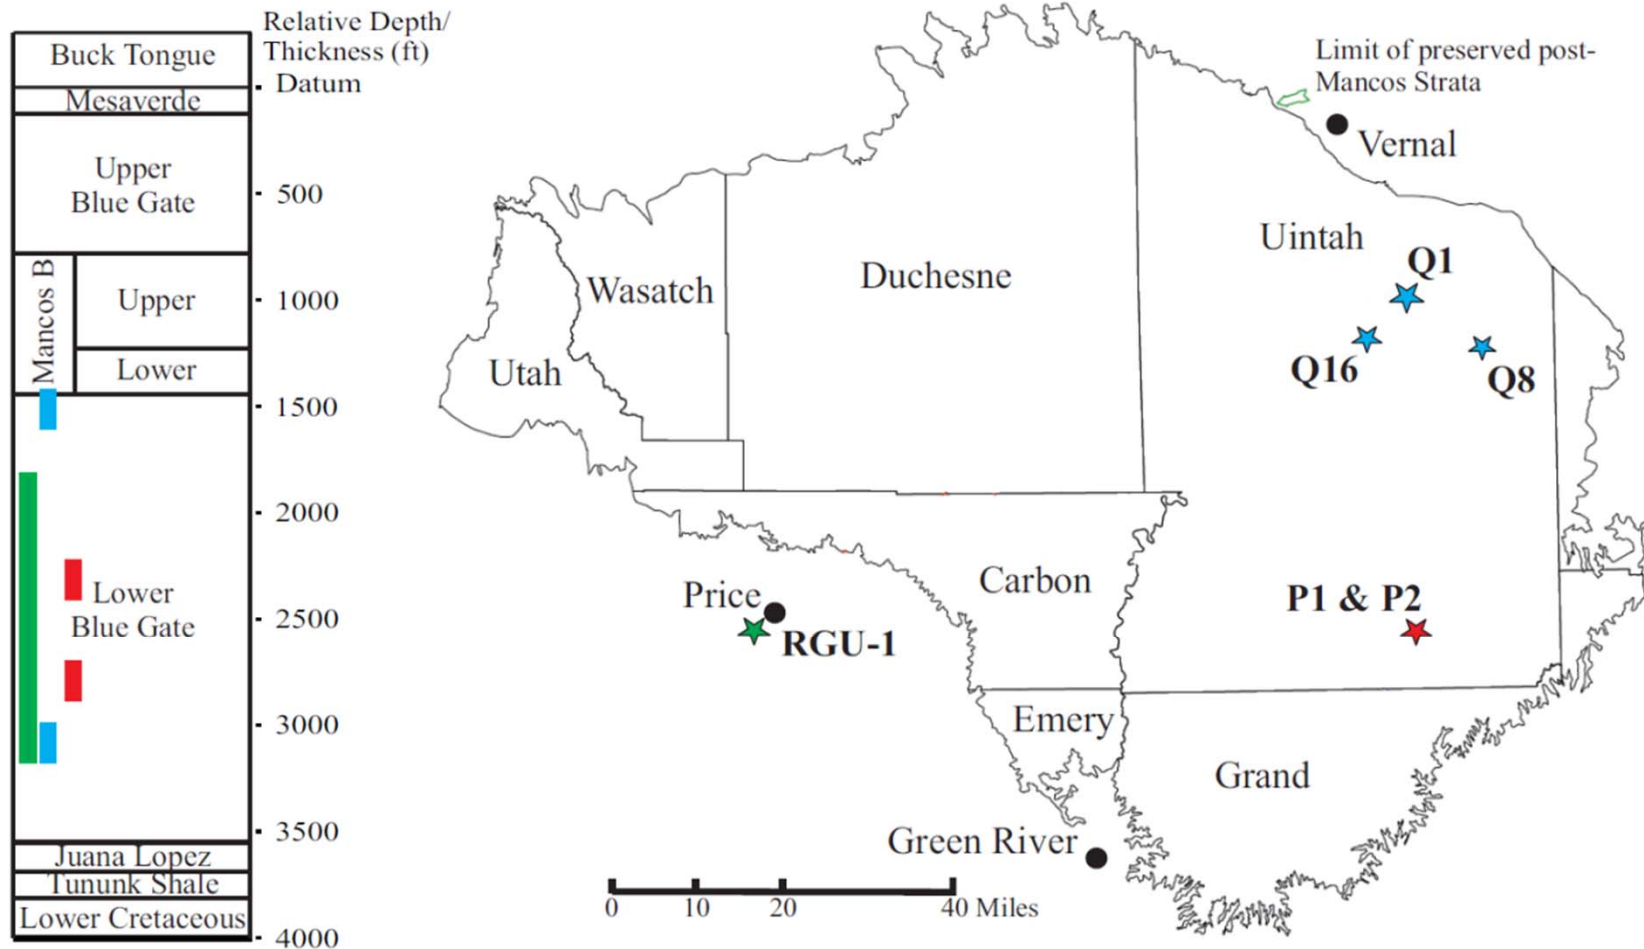 Relative Depth/
Thickness (ft)
Datum
Buck Tongue
Mesaverde
Upper
Blue Gate
Mancos B
Upper
Lower
Lower
Blue Gate
Juana Lopez
Tununk Shale
Lower Cretaceous
500
1000
1500
2000
2500
3000
3500
4000
Limit of preserved post-
Mancos Strata
Vernal
Uintah
Q1
Q16
Q8
Wasatch
Duchesne
Utah
Price
RGU-1
Carbon
P1 & P2
Emery
Grand
Green River
0 10 20 40 Miles